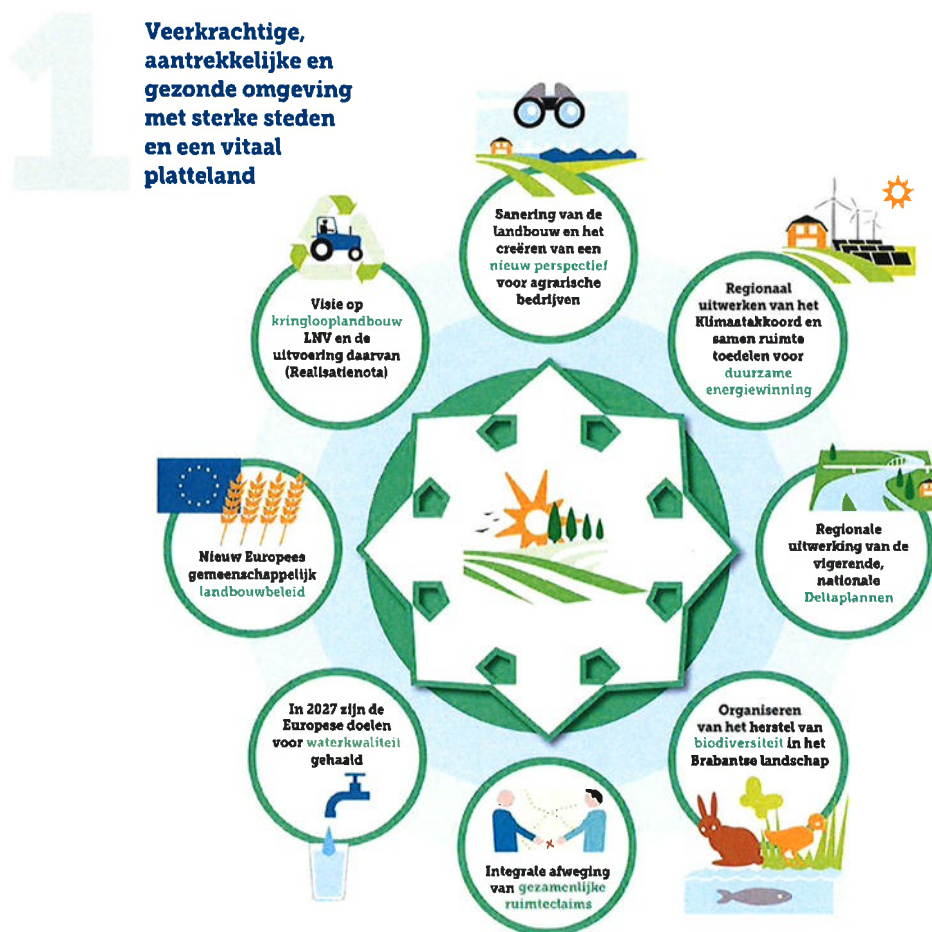 1
Veerkrachtige,
aantrekkelijke en
gezonde omgeving
met sterke steden
en een vitaal
platteland
Sanering van de
landbouw en het
creëren van een
nieuw perspectief
voor agrarische
bedrijven
Regionaal
uitwerken van het
Klimaatakkoord en
samen ruimte
toedelen voor
duurzame
energiewinning
Regionale
uitwerking van de
vigerende,
nationale
Deltaplannen
Organiseren
van het herstel van
biodiversiteit in het
Brabantse landschap
Integrale afweging
van gezamenlijke
ruimteclaims
In 2027 zijn de
Europese doelen
voor waterkwaliteit
gehaald
Nieuw Europees
gemeenschappelijk
landbouwbeleid
Visie op
kringlooplandbouw
LNV en de
uitvoering daarvan
(Realisatienota)